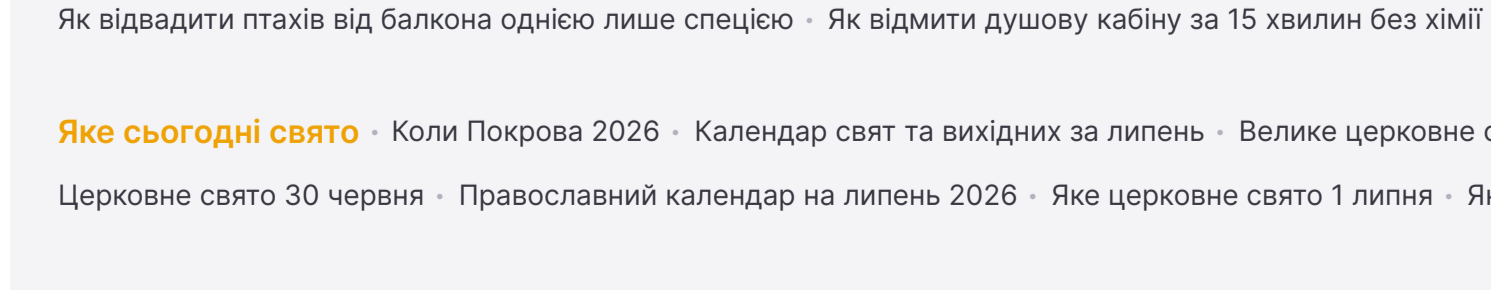 Як відвадити птахів від балкона однією лише спецією • Як відмити душову кабіну за 15 хвилин без хімії
Яке сьогодні свято • Коли Покрова 2026 • Календар свят та вихідних за липень • Велике церковне
Церковне свято 30 червня • Православний календар на липень 2026 • Яке церковне свято 1 липня •